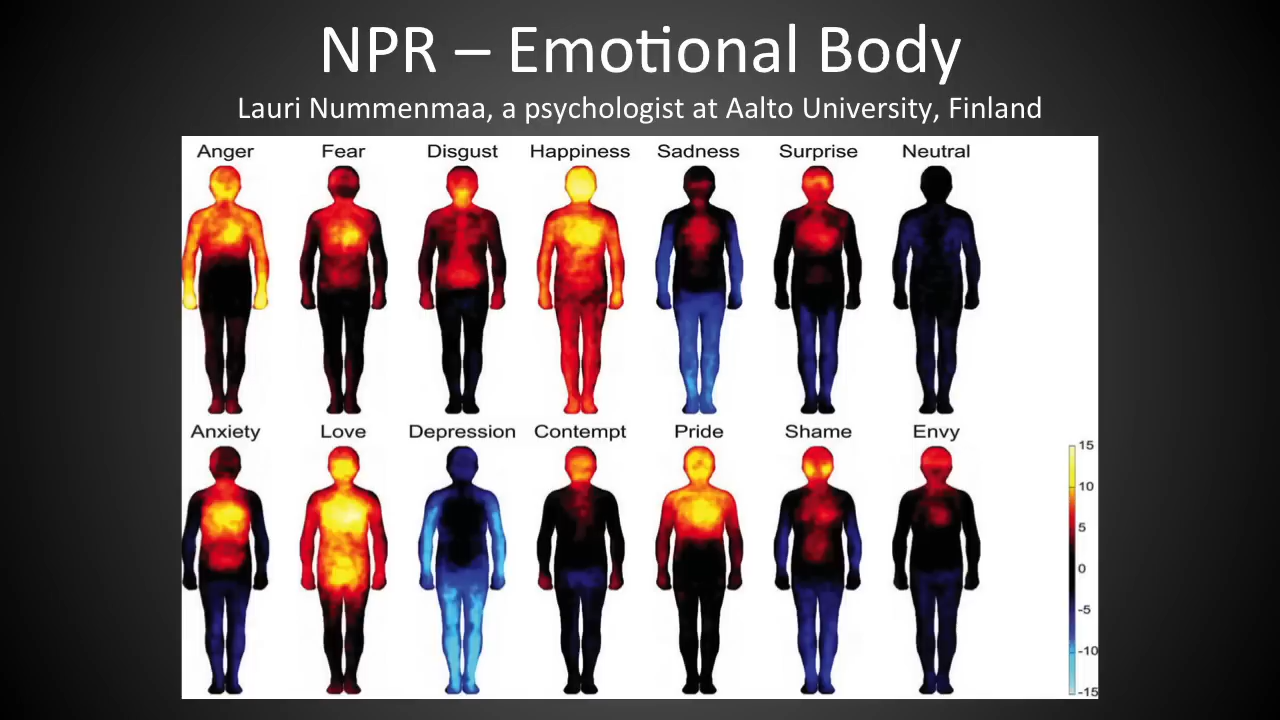 NPR – Emotional Body
Lauri Nummenmaa, a psychologist at Aalto University, Finland
Anger Fear Disgust Happiness Sadness Surprise Neutral
Anxiety Love Depression Contempt Pride Shame Envy
15
10
5
0
-5
-10
-15